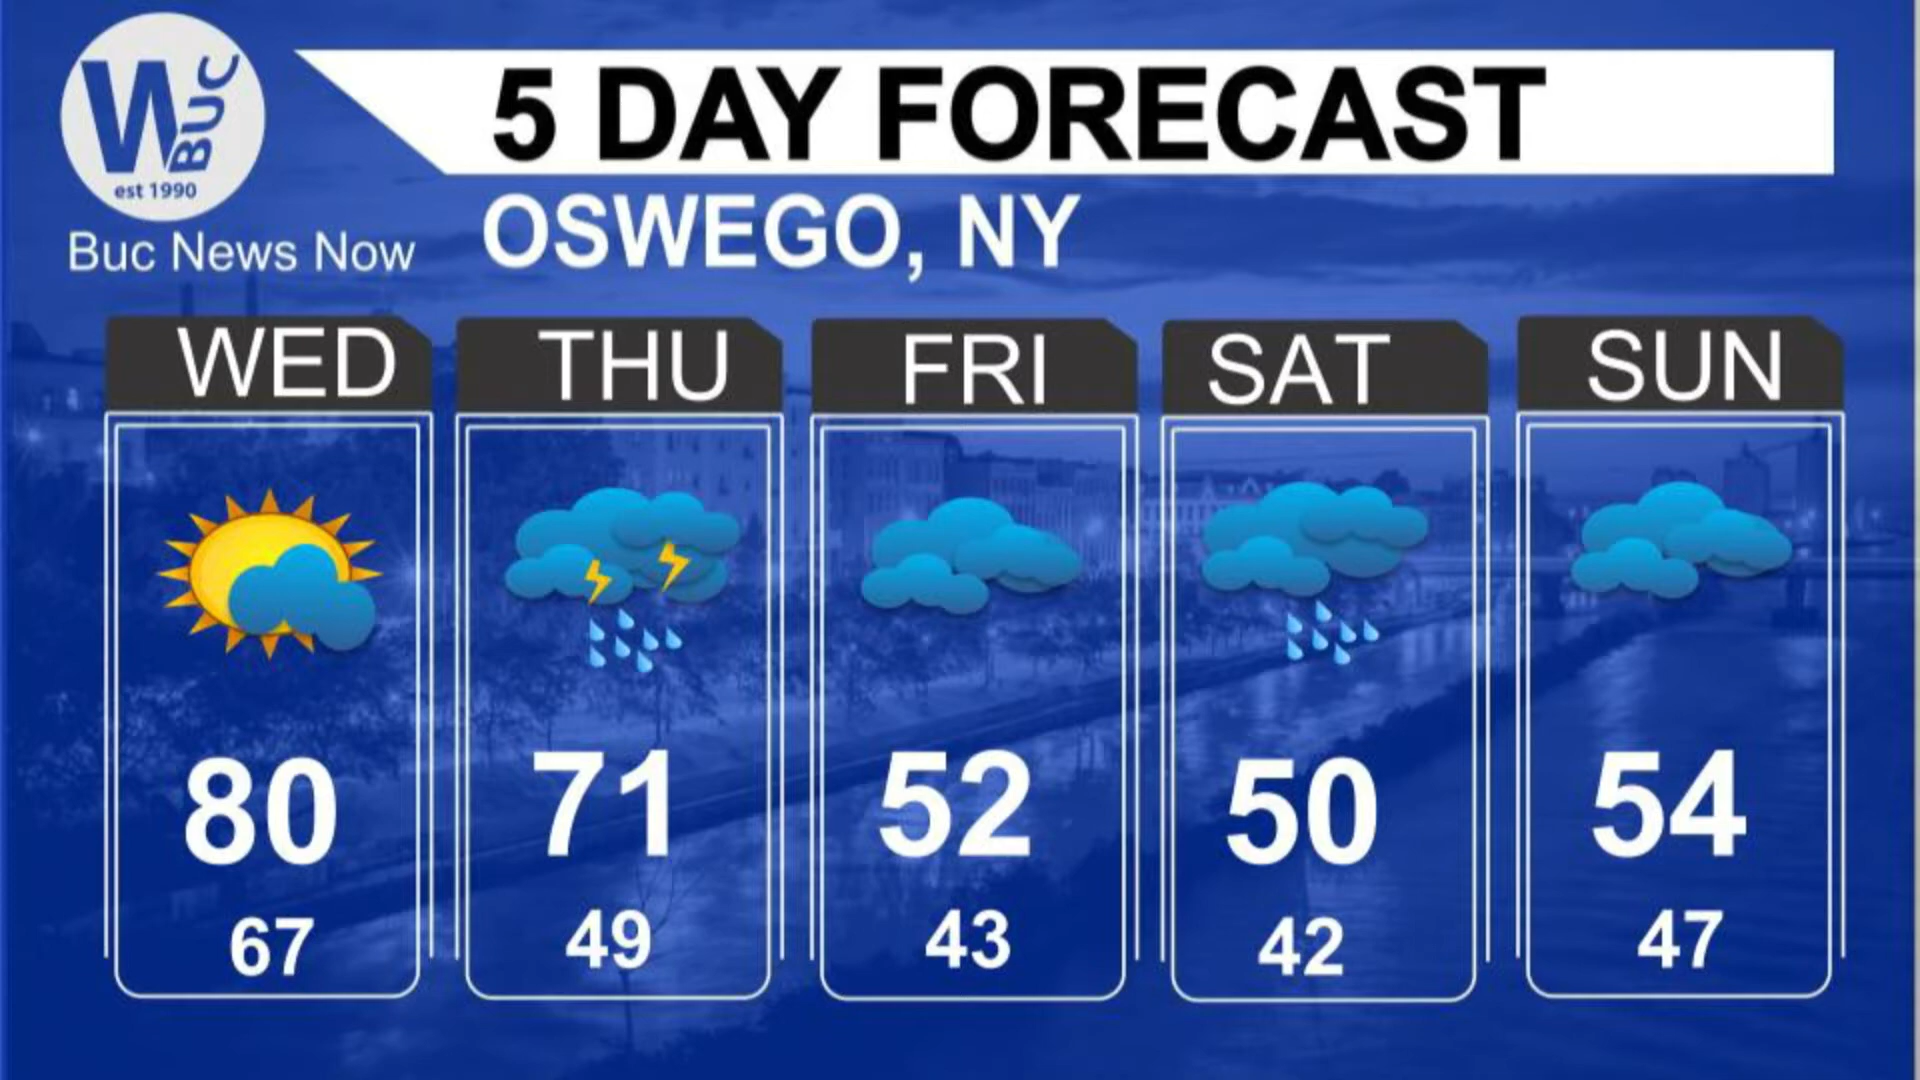 W BUC
est 1990
Buc News Now
5 DAY FORECAST
OSWEGO, NY
WED THU FRI SAT SUN
80 71 52 50 54
67 49 43 42 47